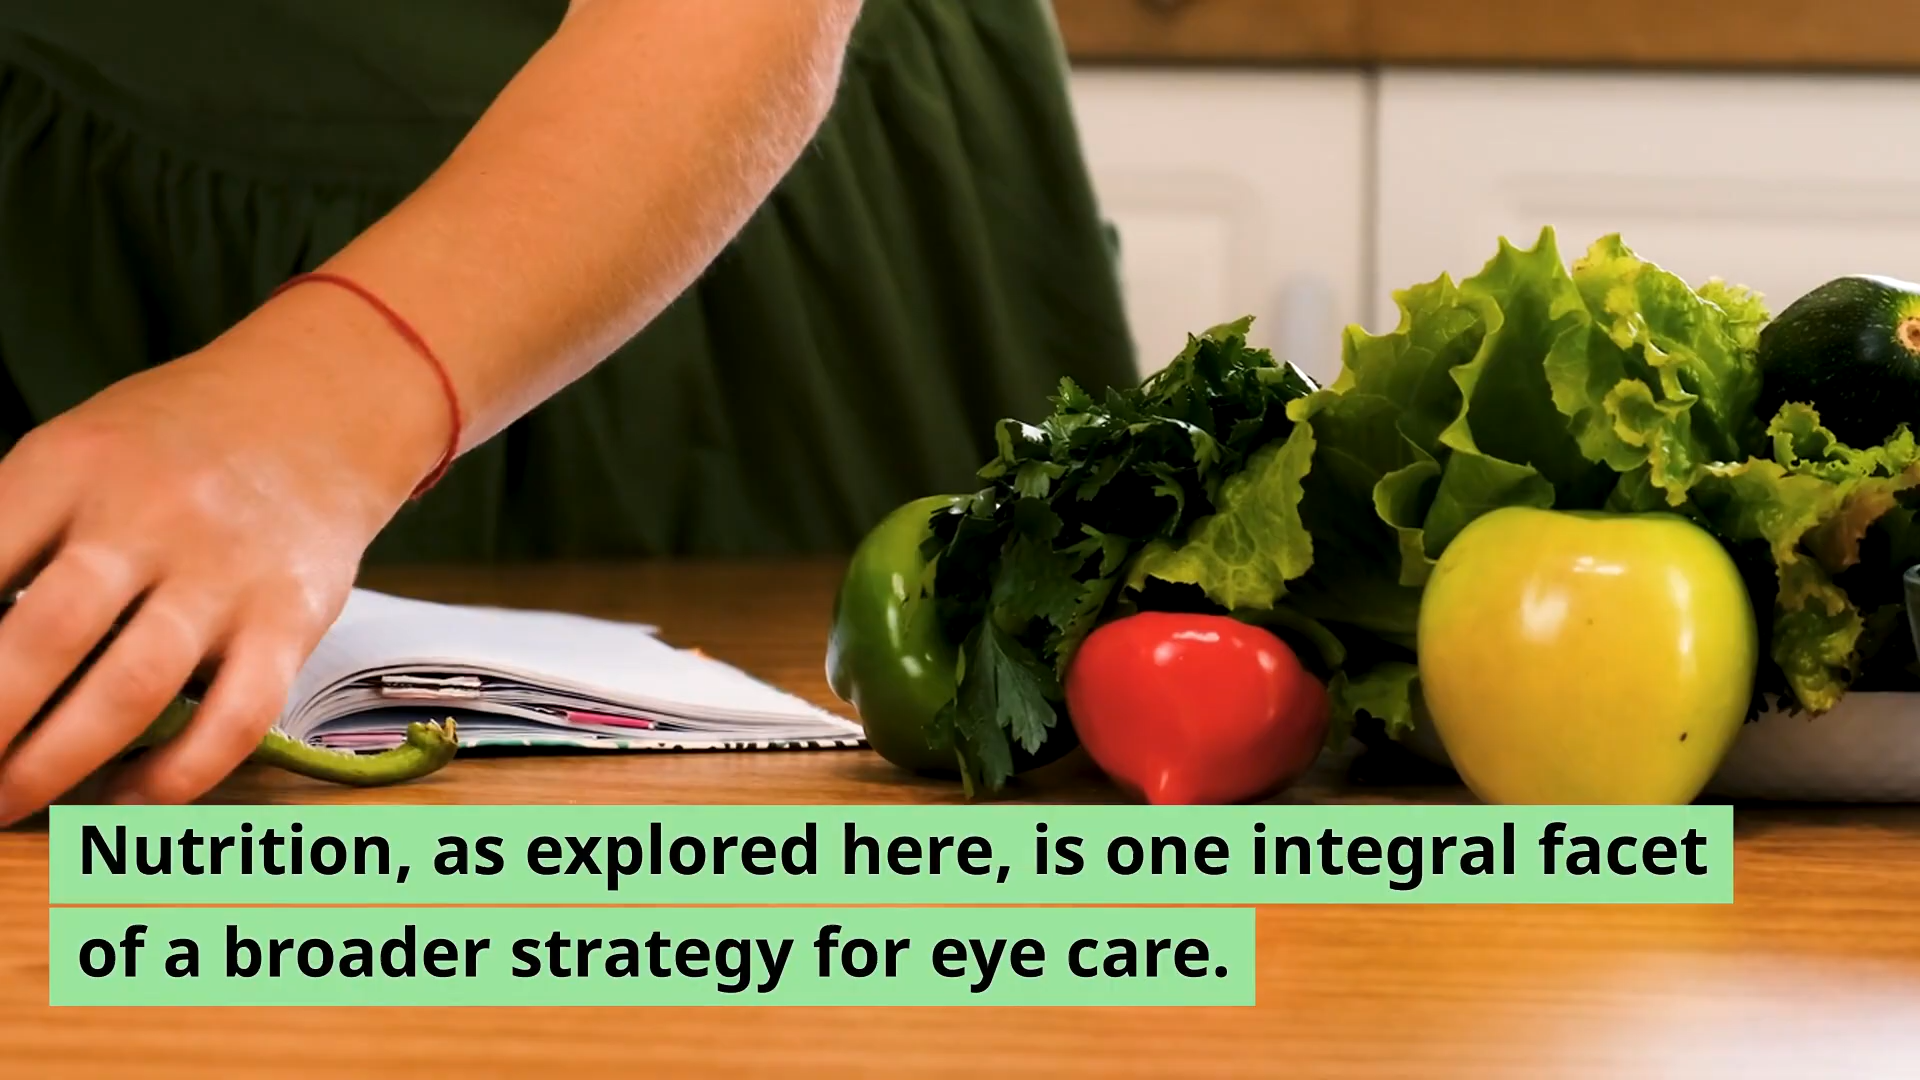 Nutrition, as explored here, is one integral facet
of a broader strategy for eye care.